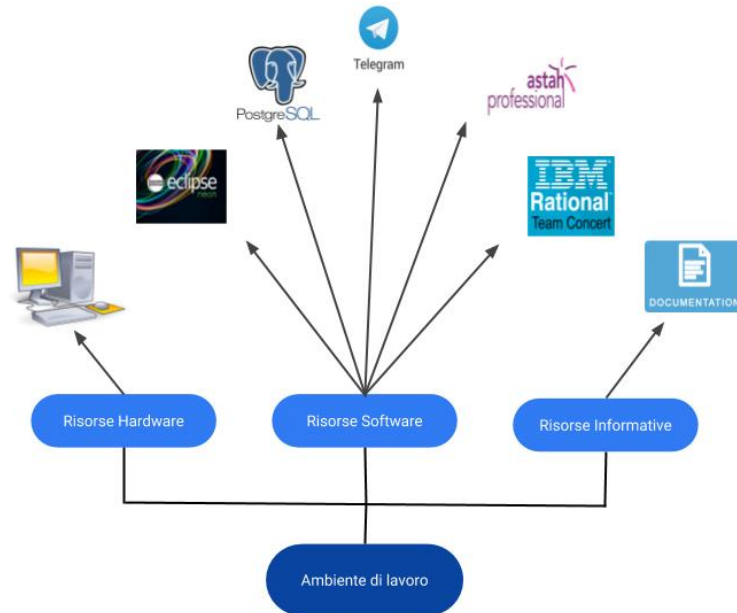 Telegram
PostgreSQL
astah
professional
eclipse
neon
IBM
Rational
Team Concert
DOCUMENTATION
Risorse Hardware
Risorse Software
Risorse Informative
Ambiente di lavoro